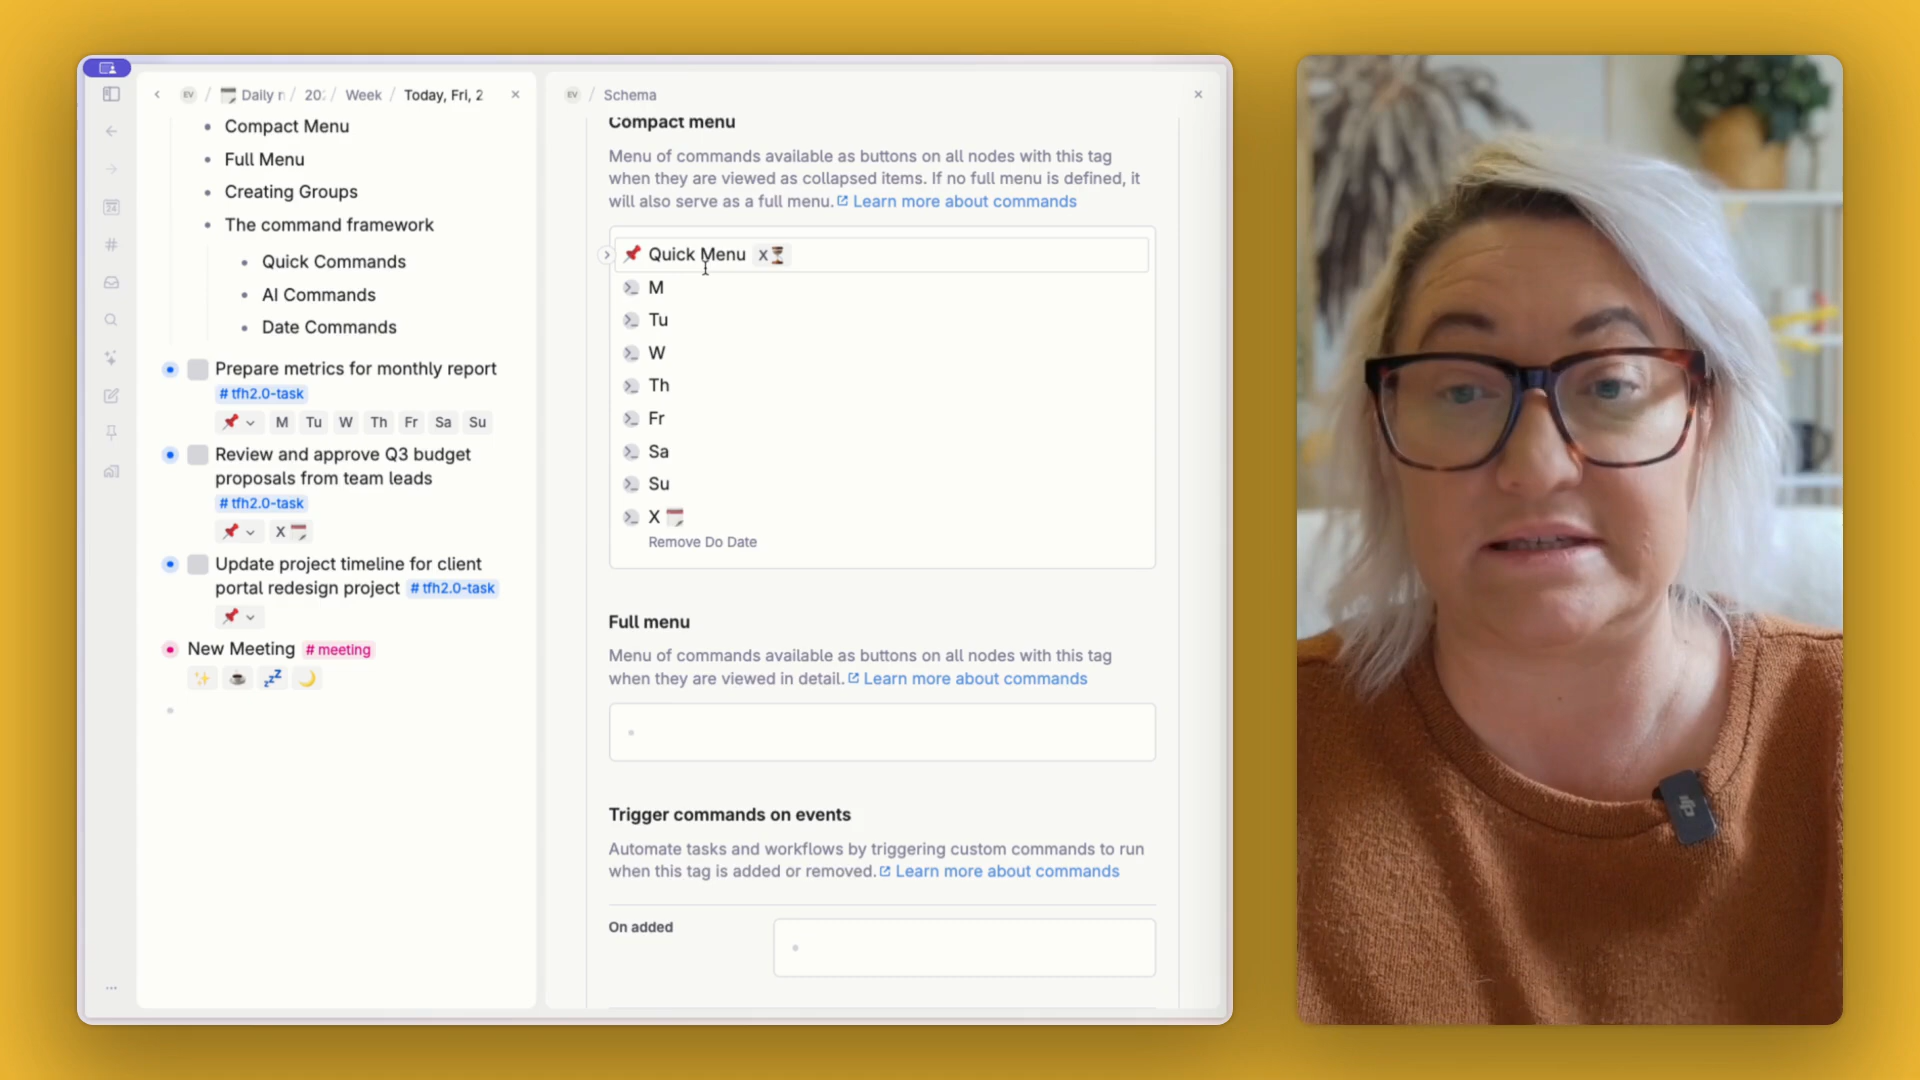 EV / Daily n / 20: / Week / Today, Fri, 2
Compact Menu
Full Menu
Creating Groups
The command framework
Quick Commands
AI Commands
Date Commands
Prepare metrics for monthly report
# tfh2.0-task
M Tu W Th Fr Sa Su
Review and approve Q3 budget
proposals from team leads
# tfh2.0-task
X
Update project timeline for client
portal redesign project # tfh2.0-task
New Meeting # meeting
EV / Schema
Compact menu
Menu of commands available as buttons on all nodes with this tag
when they are viewed as collapsed items. If no full menu is defined, it
will also serve as a full menu. Learn more about commands
Quick Menu X
M
Tu
W
Th
Fr
Sa
Su
X
Remove Do Date
Full menu
Menu of commands available as buttons on all nodes with this tag
when they are viewed in detail. Learn more about commands
Trigger commands on events
Automate tasks and workflows by triggering custom commands to run
when this tag is added or removed. Learn more about commands
On added
dji